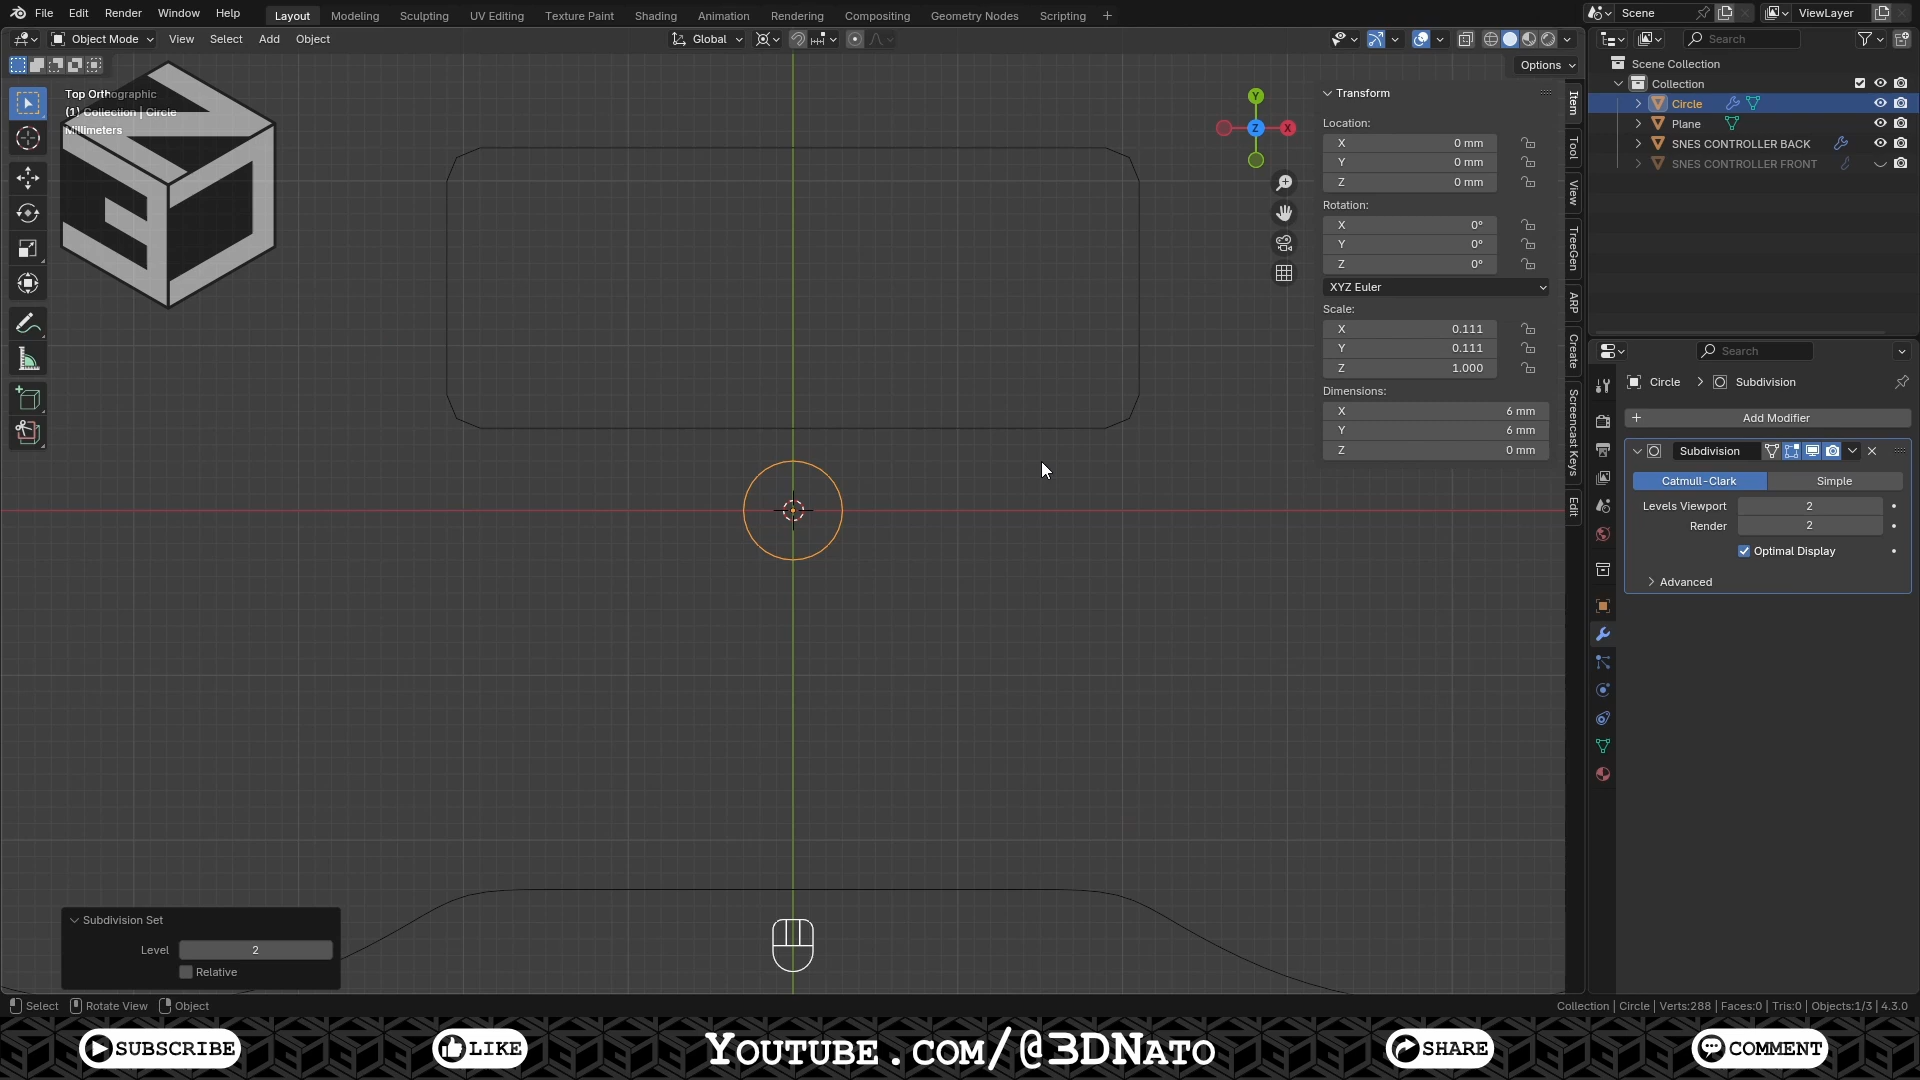 File Edit Render Window Help Layout Modeling Sculpting UV Editing Texture Paint Shading Animation Rendering Compositing Geometry Nodes Scripting + Scene ViewLayer
Object Mode View Select Add Object Global Search
Options
Top Orthographic
(1) Collection | Circle
Millimeters
Y
Z X
Transform
Location:
X 0 mm
Y 0 mm
Z 0 mm
Rotation:
X 0°
Y 0°
Z 0°
XYZ Euler
Scale:
X 0.111
Y 0.111
Z 1.000
Dimensions:
X 6 mm
Y 6 mm
Z 0 mm
Item
Tool
View
TreeGen
ARP
Create
Screencast Keys
Edit
Scene Collection
Collection
Circle
Plane
SNES CONTROLLER BACK
SNES CONTROLLER FRONT
Search
Circle > Subdivision
+ Add Modifier
Subdivision
Catmull-Clark Simple
Levels Viewport 2
Render 2
Optimal Display
Advanced
Subdivision Set
Level 2
Relative
Select Rotate View Object Collection | Circle | Verts:288 | Faces:0 | Tris:0 | Objects:1/3 | 4.3.0
SUBSCRIBE LIKE YOUTUBE.COM/@3DNATO SHARE COMMENT